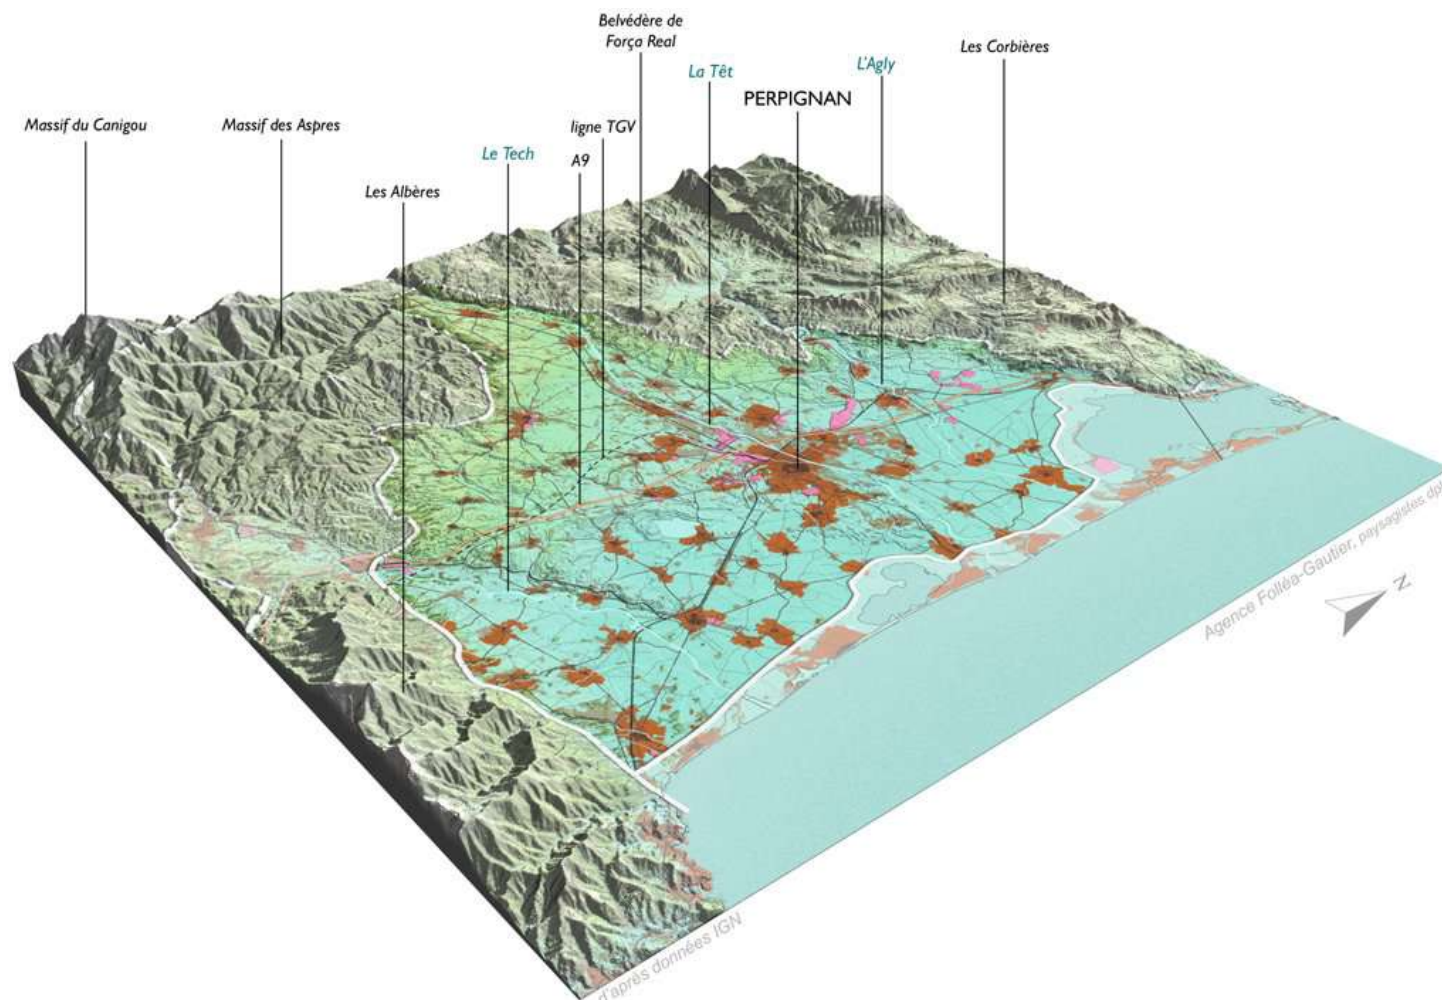 Belvédère de
Força Real
Les Corbières
La Têt
L'Agly
PERPIGNAN
Massif du Canigou
Massif des Aspres
ligne TGV
Le Tech
A9
Les Albères
Agence Folléa-Gautier, paysagistes dplg
N
d'après données IGN